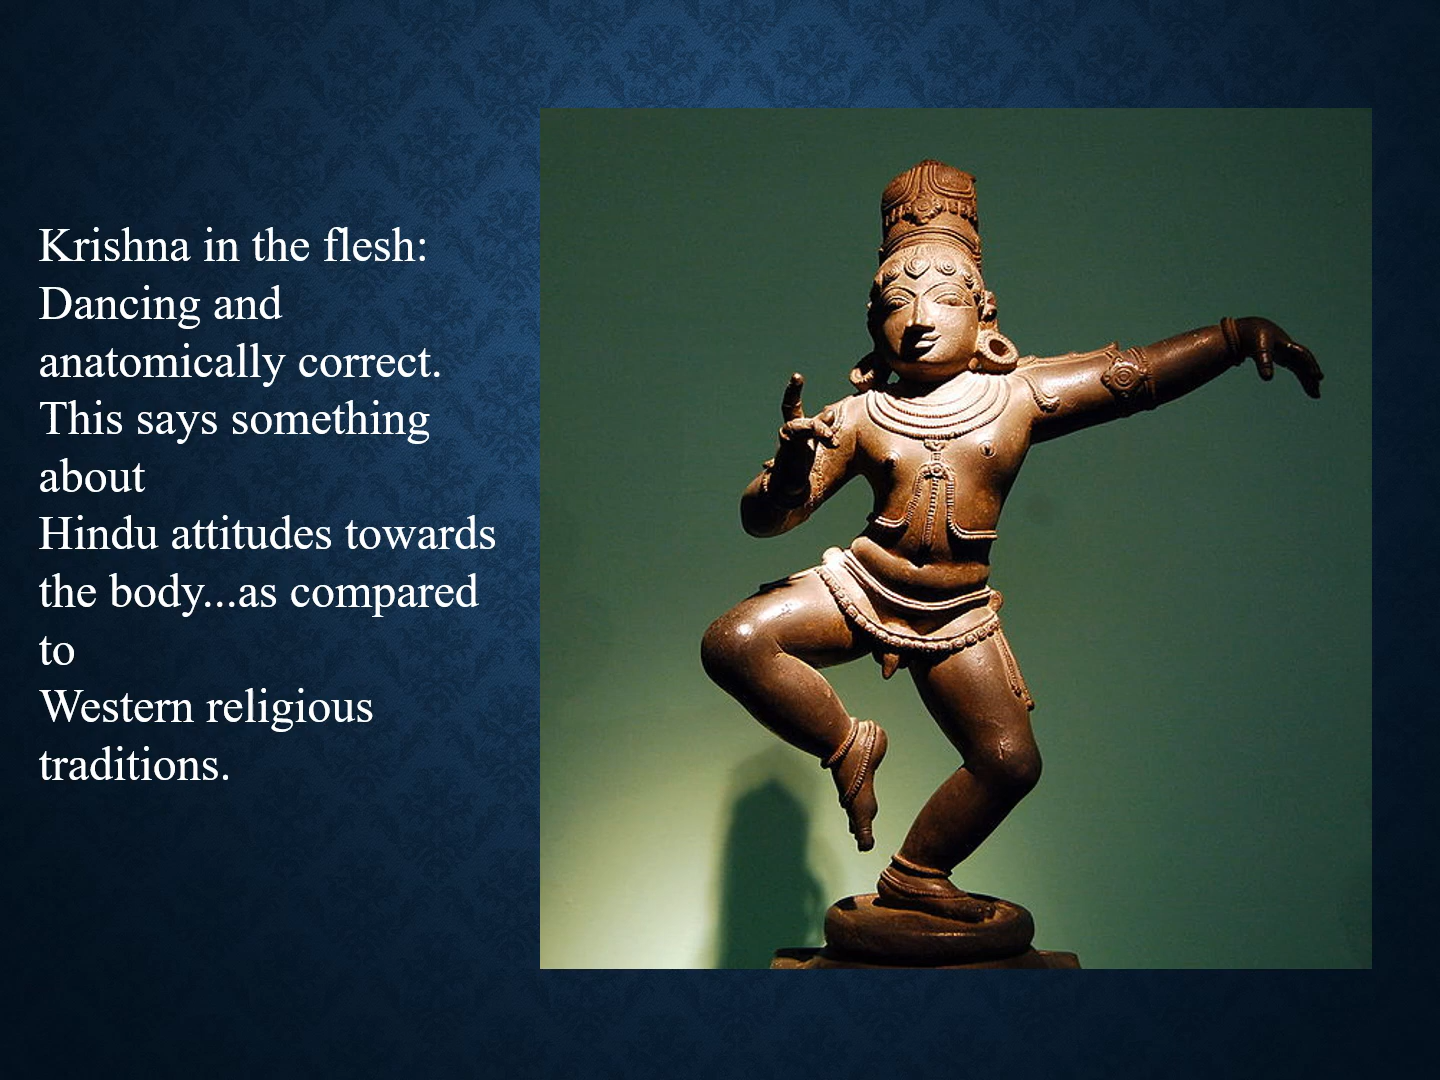 Krishna in the flesh:
Dancing and
anatomically correct.
This says something
about
Hindu attitudes towards
the body...as compared
to
Western religious
traditions.